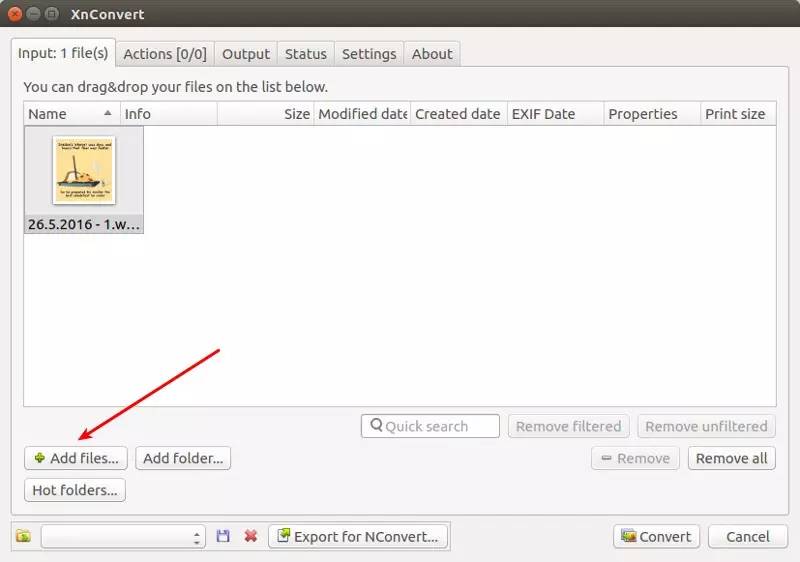 XnConvert
Input: 1 file(s) Actions [0/0] Output Status Settings About
You can drag&drop your files on the list below.
Name Info Size Modified date Created date EXIF Date Properties Print size
26.5.2016 - 1.w...
Quick search Remove filtered Remove unfiltered
Add files... Add folder... Remove Remove all
Hot folders...
Export for NConvert... Convert Cancel